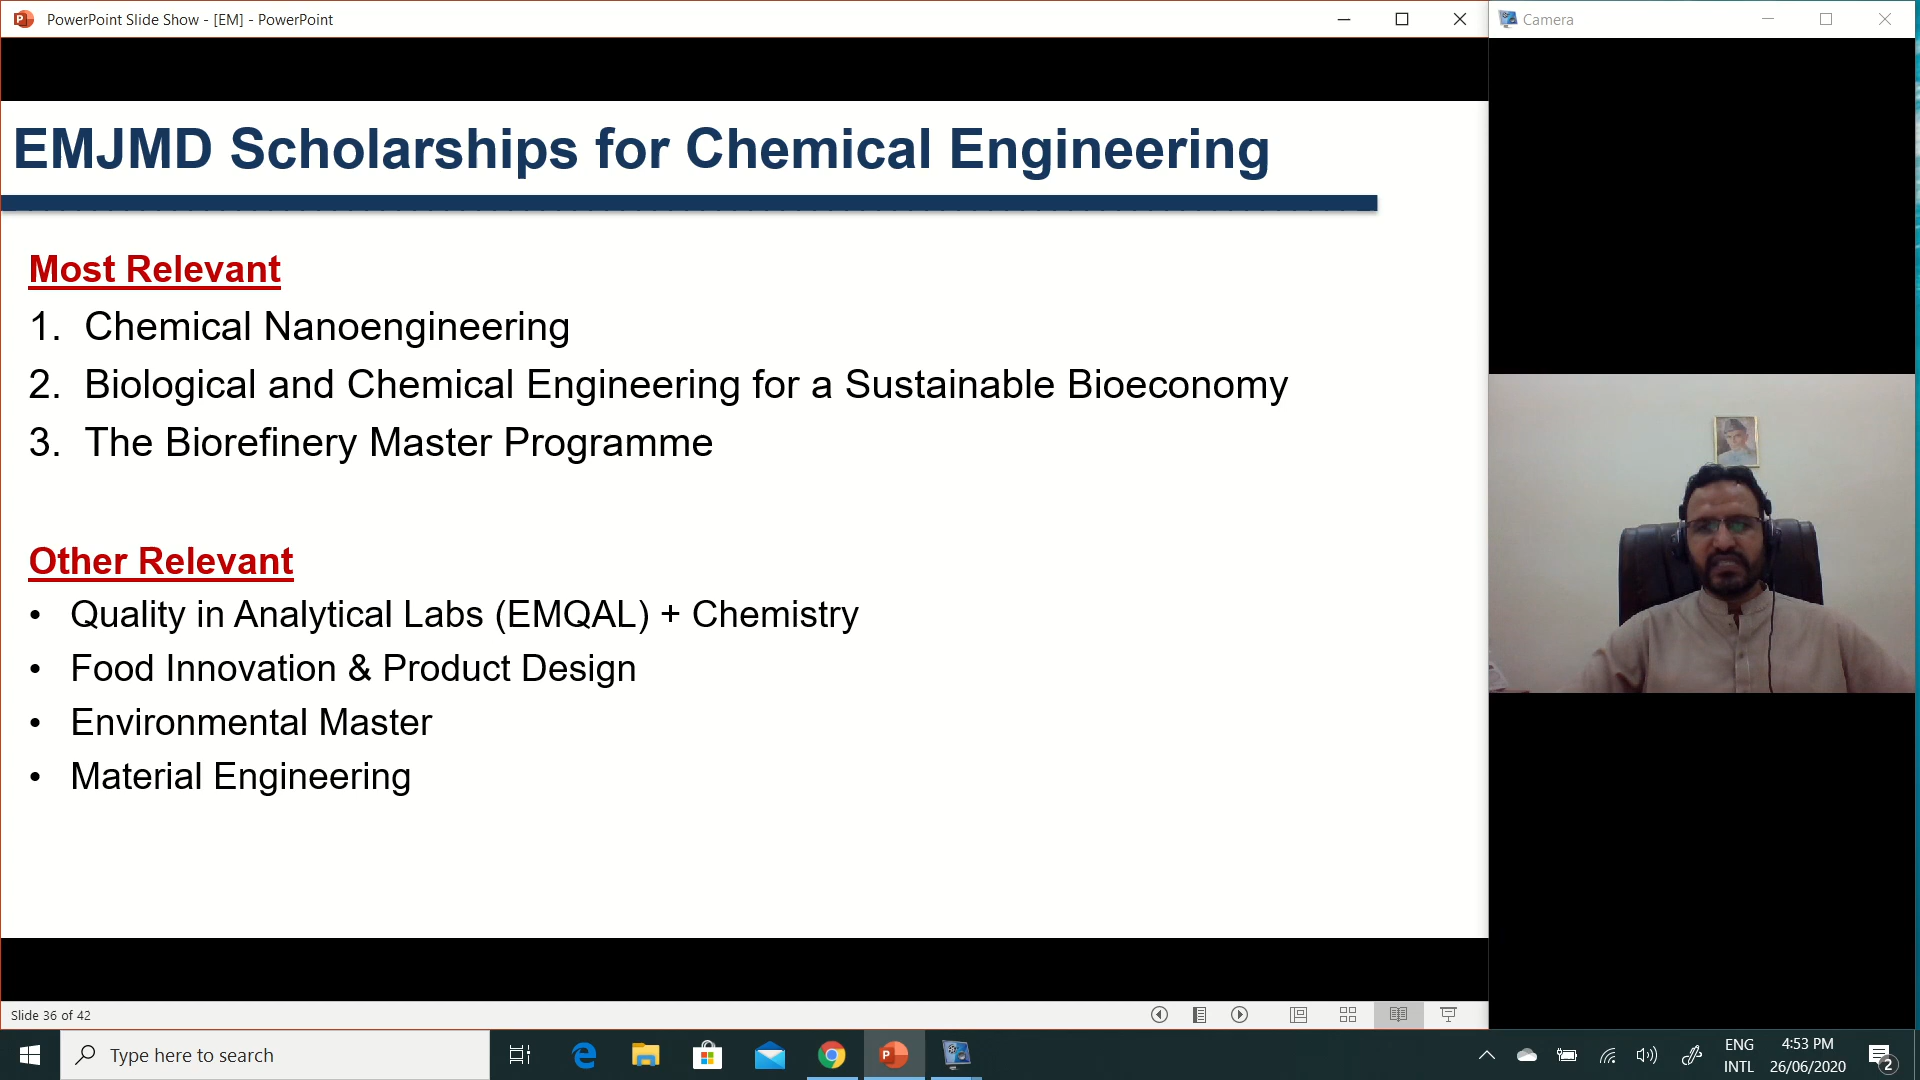 PowerPoint Slide Show - [EM] - PowerPoint
Camera
EMJMD Scholarships for Chemical Engineering
Most Relevant
1. Chemical Nanoengineering
2. Biological and Chemical Engineering for a Sustainable Bioeconomy
3. The Biorefinery Master Programme
Other Relevant
• Quality in Analytical Labs (EMQAL) + Chemistry
• Food Innovation & Product Design
• Environmental Master
• Material Engineering
Slide 36 of 42
Type here to search
ENG
INTL
4:53 PM
26/06/2020
2